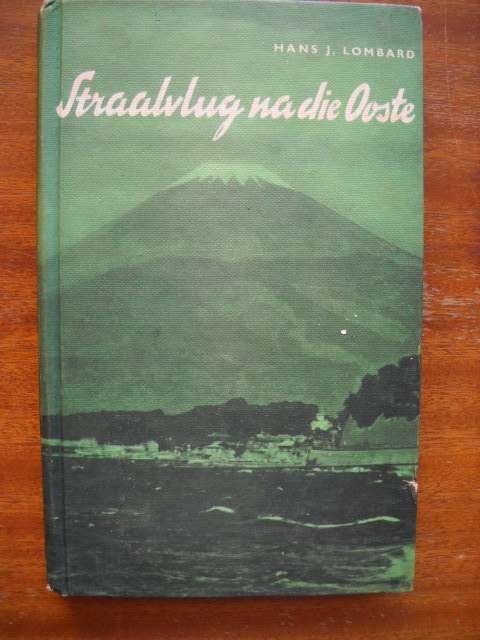 HANS J. LOMBARD
Straalvlug na die Ooste